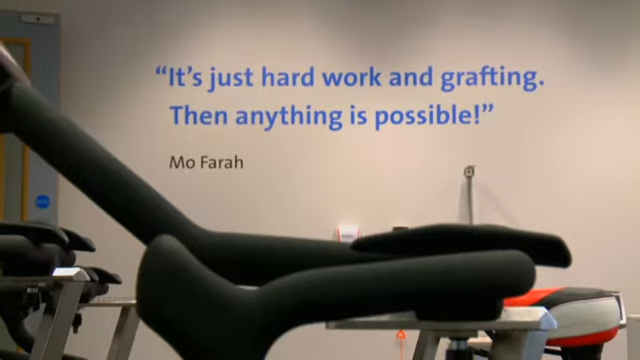 “It’s just hard work and grafting.
Then anything is possible!”
Mo Farah